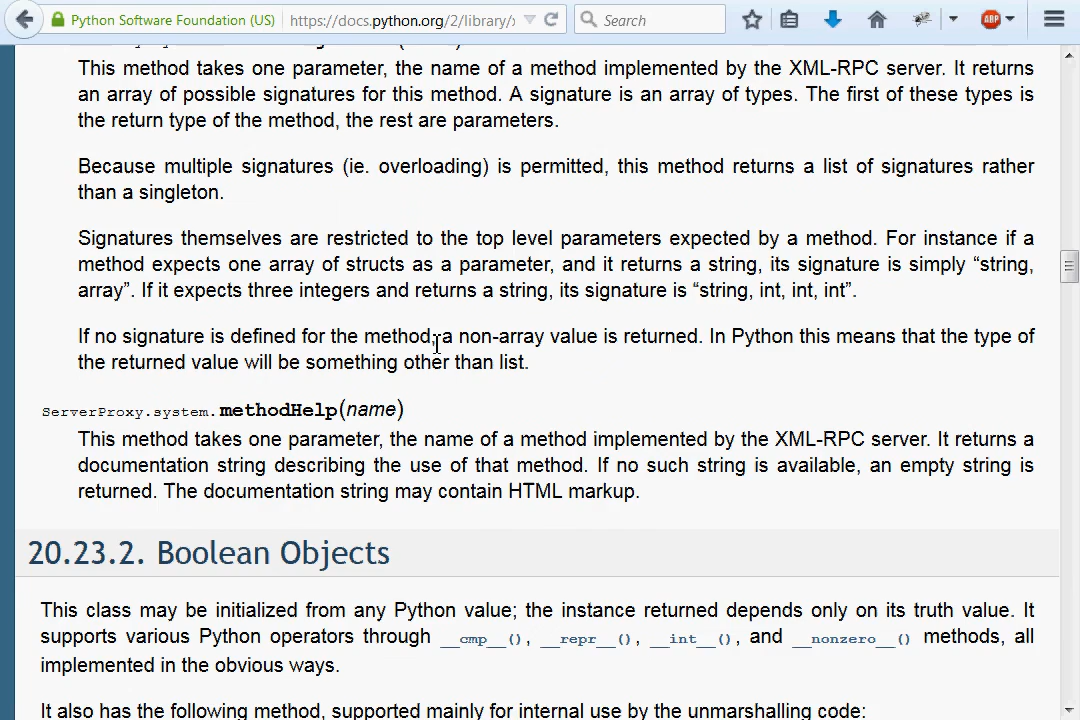 Python Software Foundation (US)
https://docs.python.org/2/library/
Search
ABP
This method takes one parameter, the name of a method implemented by the XML-RPC server. It returns
an array of possible signatures for this method. A signature is an array of types. The first of these types is
the return type of the method, the rest are parameters.
Because multiple signatures (ie. overloading) is permitted, this method returns a list of signatures rather
than a singleton.
Signatures themselves are restricted to the top level parameters expected by a method. For instance if a
method expects one array of structs as a parameter, and it returns a string, its signature is simply “string,
array”. If it expects three integers and returns a string, its signature is “string, int, int, int”.
If no signature is defined for the method, a non-array value is returned. In Python this means that the type of
the returned value will be something other than list.
ServerProxy.system.methodHelp(name)
This method takes one parameter, the name of a method implemented by the XML-RPC server. It returns a
documentation string describing the use of that method. If no such string is available, an empty string is
returned. The documentation string may contain HTML markup.
20.23.2. Boolean Objects
This class may be initialized from any Python value; the instance returned depends only on its truth value. It
supports various Python operators through __cmp__(), __repr__(), __int__(), and __nonzero__() methods, all
implemented in the obvious ways.
It also has the following method, supported mainly for internal use by the unmarshalling code: